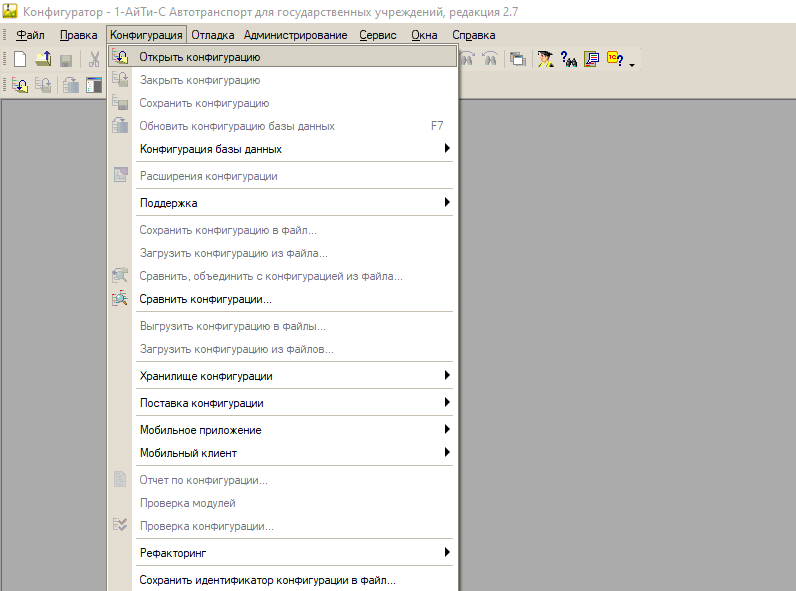 Конфигуратор - 1-АйТи-С Автотранспорт для государственных учреждений, редакция 2.7
Файл Правка Конфигурация Отладка Администрирование Сервис Окна Справка
Открыть конфигурацию
Закрыть конфигурацию
Сохранить конфигурацию
Обновить конфигурацию базы данных F7
Конфигурация базы данных
Расширения конфигурации
Поддержка
Сохранить конфигурацию в файл...
Загрузить конфигурацию из файла...
Сравнить, объединить с конфигурацией из файла...
Сравнить конфигурации...
Выгрузить конфигурацию в файлы...
Загрузить конфигурацию из файлов...
Хранилище конфигурации
Поставка конфигурации
Мобильное приложение
Мобильный клиент
Отчет по конфигурации...
Проверка модулей
Проверка конфигурации...
Рефакторинг
Сохранить идентификатор конфигурации в файл...